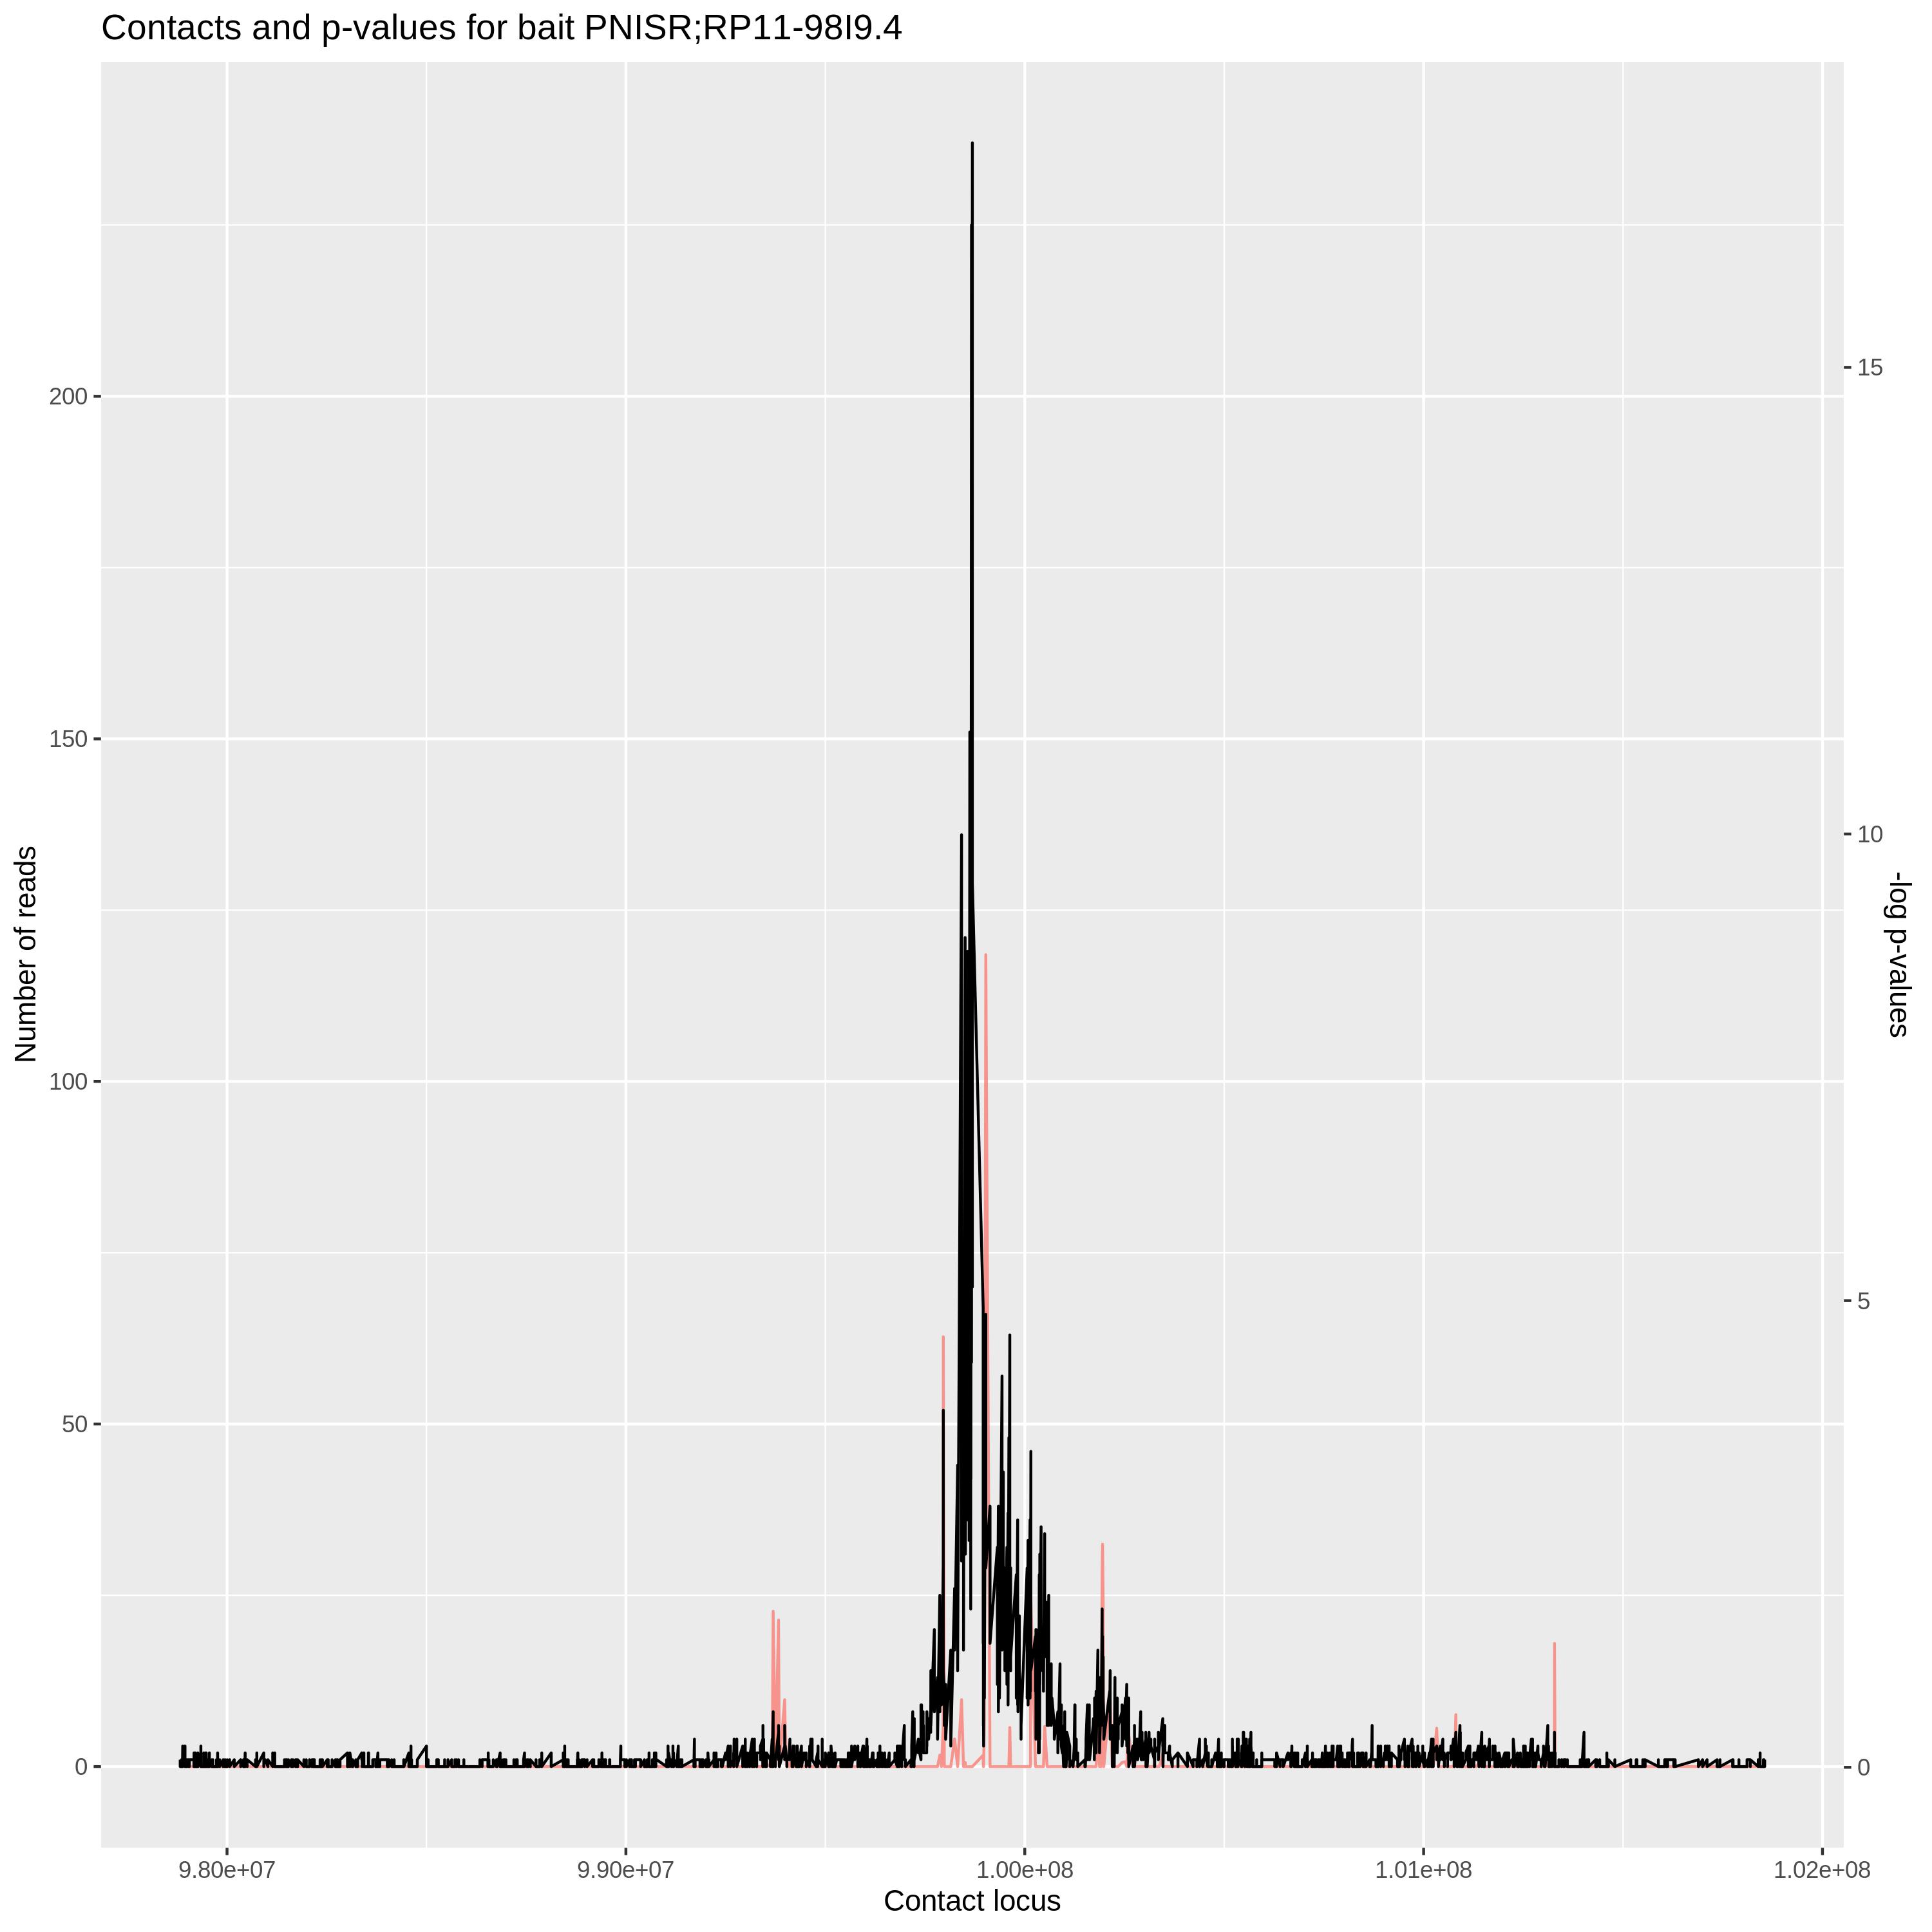 Contacts and p-values for bait PNISR;RP11-98I9.4
200
150
100
50
0
Number of reads
15
10
5
0
-log p-values
9.80e+07
9.90e+07
1.00e+08
1.01e+08
1.02e+08
Contact locus